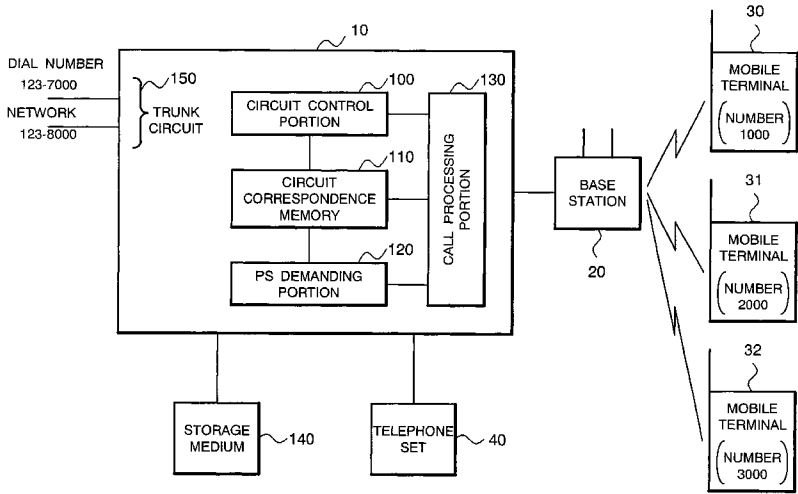 10
30
DIAL NUMBER
123-7000
NETWORK
123-8000
150
TRUNK
CIRCUIT
100
CIRCUIT CONTROL
PORTION
110
CIRCUIT
CORRESPONDENCE
MEMORY
120
PS DEMANDING
PORTION
130
CALL PROCESSING
PORTION
BASE
STATION
20
MOBILE
TERMINAL
(NUMBER
1000)
31
MOBILE
TERMINAL
(NUMBER
2000)
32
MOBILE
TERMINAL
(NUMBER
3000)
STORAGE
MEDIUM
140
TELEPHONE
SET
40